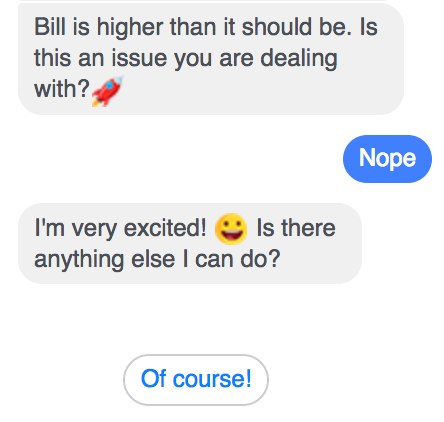 Bill is higher than it should be. Is
this an issue you are dealing
with?🚀
Nope
I'm very excited! 😀 Is there
anything else I can do?
Of course!